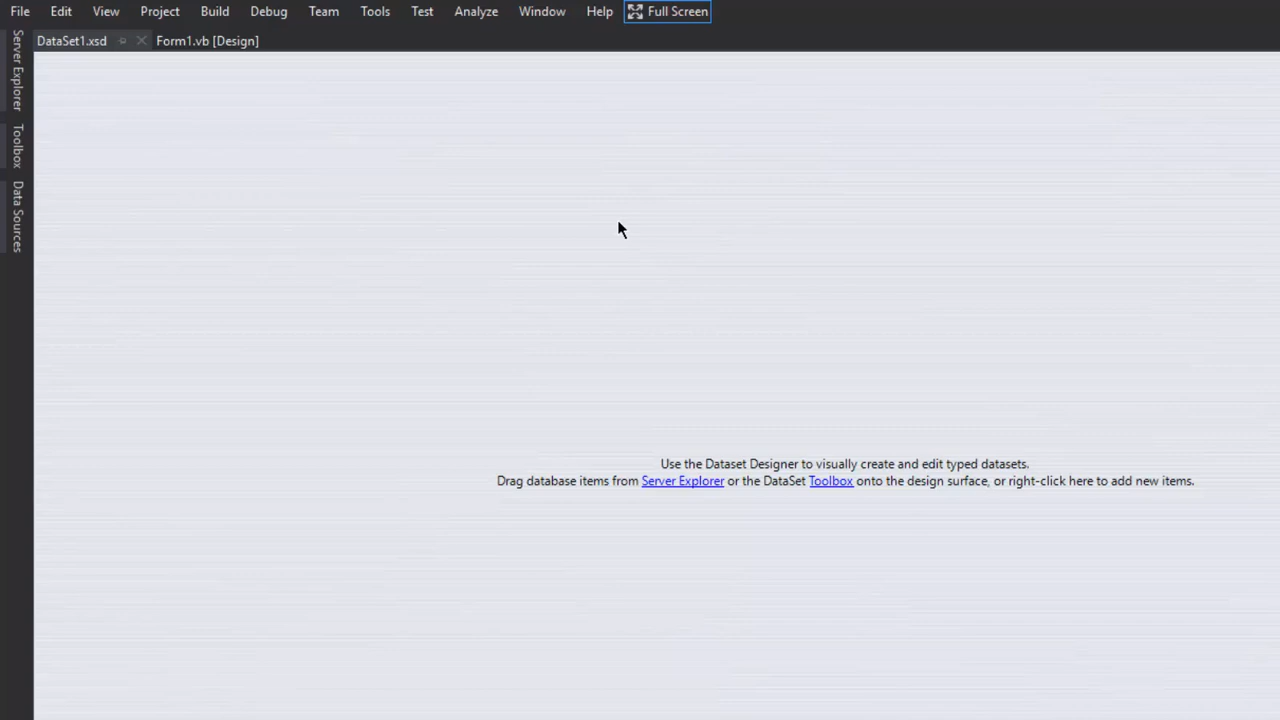 File Edit View Project Build Debug Team Tools Test Analyze Window Help Full Screen
DataSet1.xsd Form1.vb [Design]
Server Explorer
Toolbox
Data Sources
Use the Dataset Designer to visually create and edit typed datasets.
Drag database items from Server Explorer or the DataSet Toolbox onto the design surface, or right-click here to add new items.